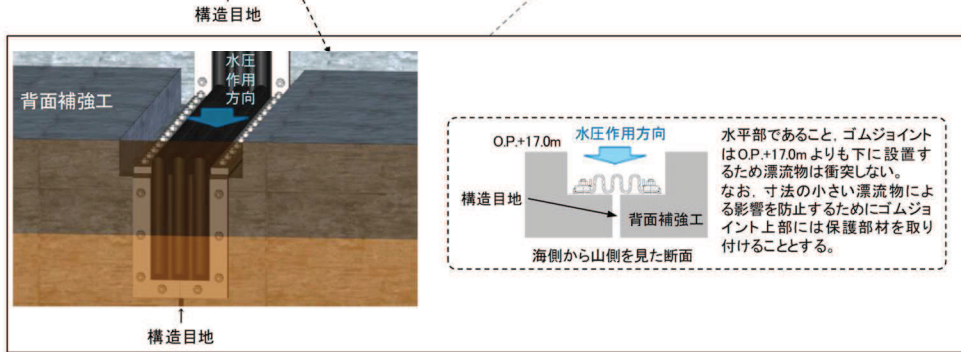 構造目地
水圧
作用
方向
背面補強工
構造目地
O.P.+17.0m
水圧作用方向
構造目地
背面補強工
海側から山側を見た断面
水平部であること，ゴムジョイント
はO.P.+17.0mよりも下に設置す
るため漂流物は衝突しない。
なお，寸法の小さい漂流物によ
る影響を防止するためにゴムジョ
イント上部には保護部材を取り
付けることとする。